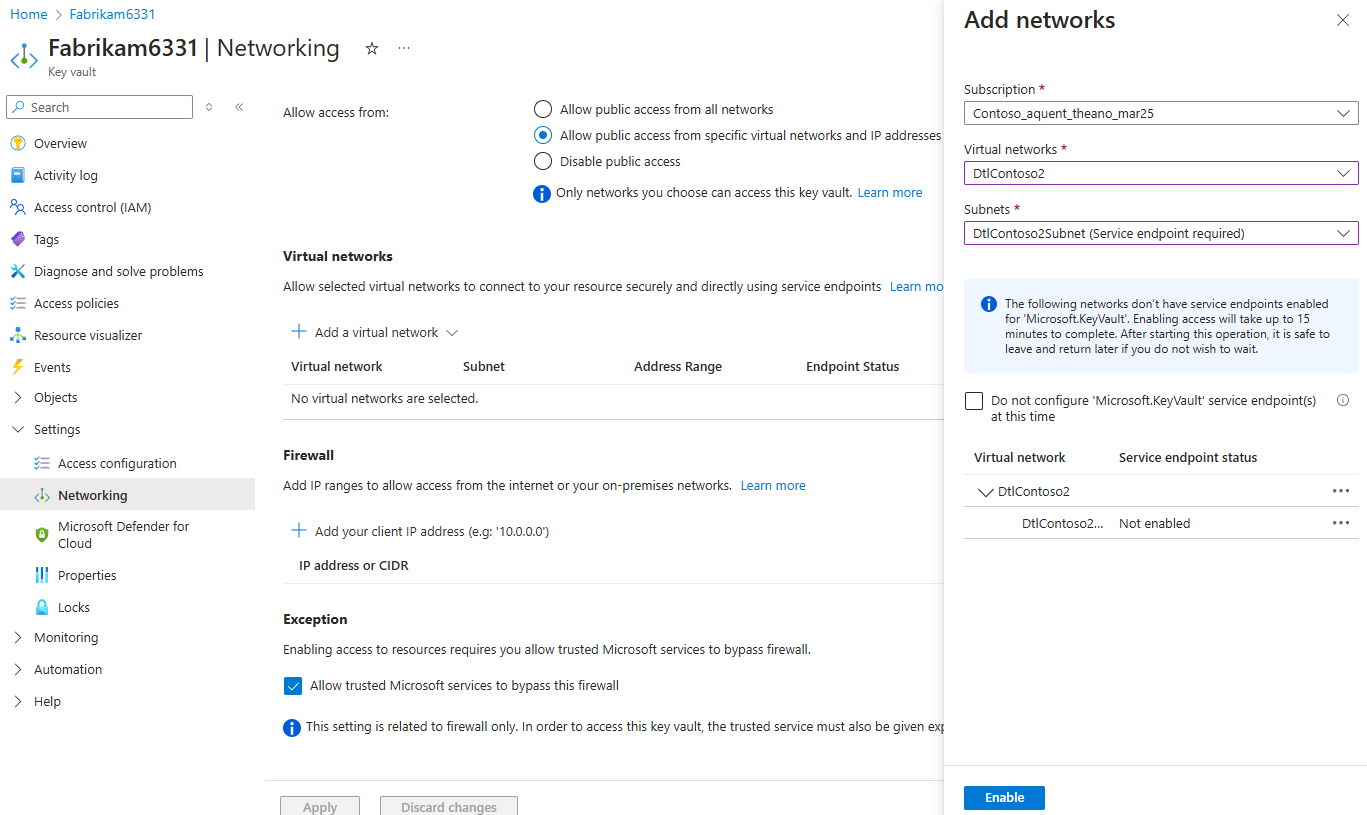 Home > Fabrikam6331
Fabrikam6331 | Networking
Key vault
Search
Overview
Activity log
Access control (IAM)
Tags
Diagnose and solve problems
Access policies
Resource visualizer
Events
Objects
Settings
Access configuration
Networking
Microsoft Defender for
Cloud
Properties
Locks
Monitoring
Automation
Help
Allow access from:
Allow public access from all networks
Allow public access from specific virtual networks and IP addresses
Disable public access
Only networks you choose can access this key vault. Learn more
Virtual networks
Allow selected virtual networks to connect to your resource securely and directly using service endpoints Learn mo
Add a virtual network
Virtual network Subnet Address Range Endpoint Status
No virtual networks are selected.
Firewall
Add IP ranges to allow access from the internet or your on-premises networks. Learn more
Add your client IP address (e.g: '10.0.0.0')
IP address or CIDR
Exception
Enabling access to resources requires you allow trusted Microsoft services to bypass firewall.
Allow trusted Microsoft services to bypass this firewall
This setting is related to firewall only. In order to access this key vault, the trusted service must also be given exp
Apply Discard changes
Add networks
Subscription *
Contoso_aquent_theano_mar25
Virtual networks *
DtlContoso2
Subnets *
DtlContoso2Subnet (Service endpoint required)
The following networks don't have service endpoints enabled
for 'Microsoft.KeyVault'. Enabling access will take up to 15
minutes to complete. After starting this operation, it is safe to
leave and return later if you do not wish to wait.
Do not configure 'Microsoft.KeyVault' service endpoint(s)
at this time
Virtual network Service endpoint status
DtlContoso2
DtlContoso2... Not enabled
Enable